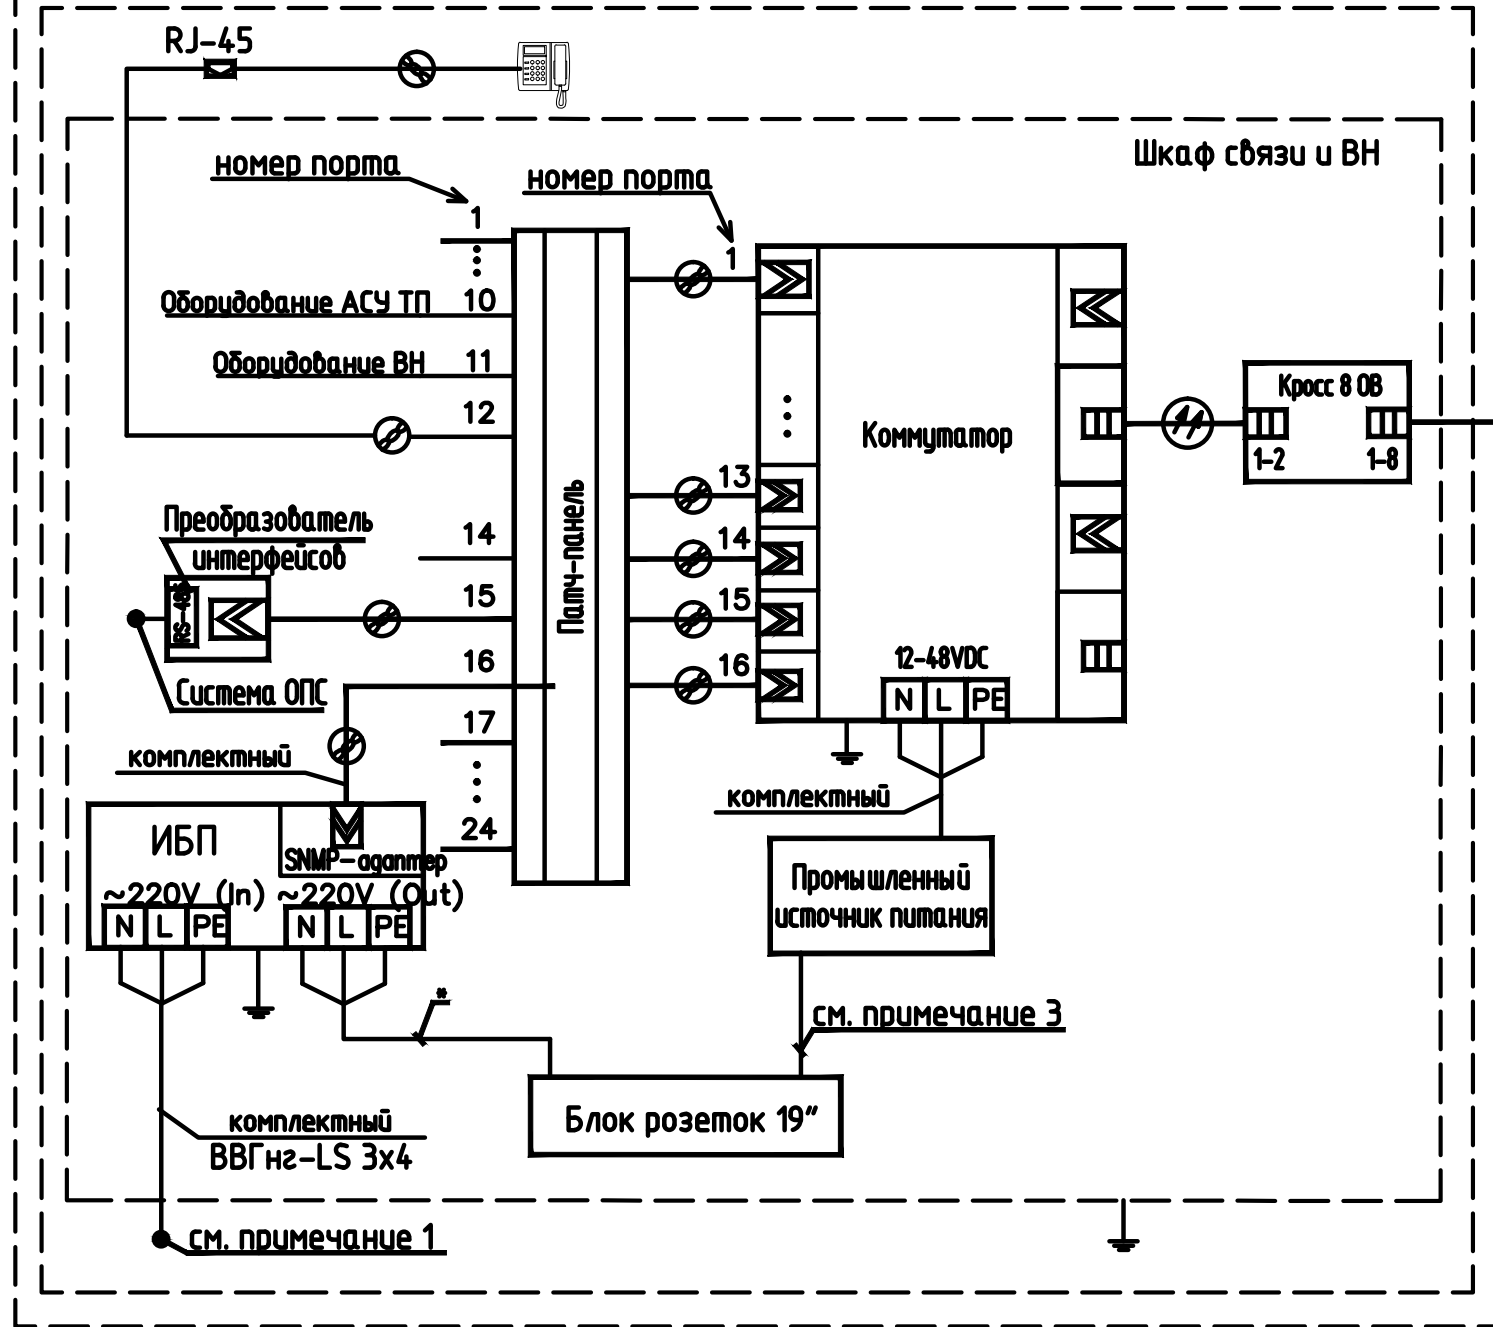 RJ-45
Шкаф связи и ВН
номер порта
номер порта
1
1
Оборудование АСУ ТП 10
Оборудование ВН 11
12
Коммутатор
Кросс 8 ОВ
1-2 1-8
13
Патч-панель
Преобразователь
интерфейсов
14
14
RS-485
15
15
16
16
12-48VDC
Система ОПС
N L PE
17
комплектный
комплектный
24
ИБП
SNMP-адаптер
~220V (In) ~220V (Out)
N L PE N L PE
Промышленный
источник питания
*
см. примечание 3
Блок розеток 19"
комплектный
ВВГнг-LS 3х4
см. примечание 1